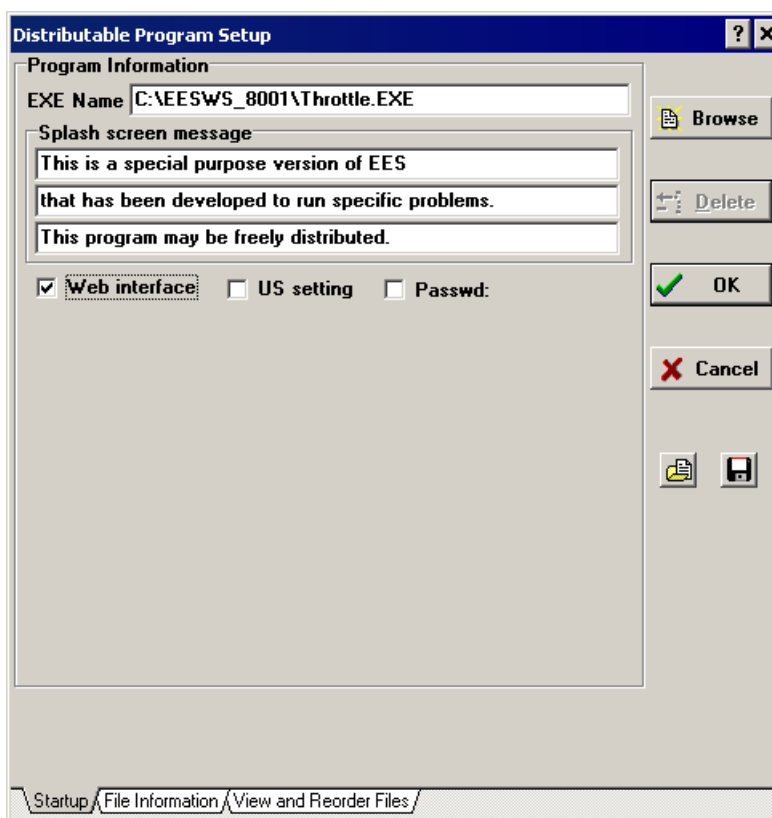 Distributable Program Setup
?
Program Information
EXE Name C:\EESWS_8001\Throttle.EXE
Browse
Splash screen message
This is a special purpose version of EES
that has been developed to run specific problems.
This program may be freely distributed.
Delete
Web interface US setting Passwd:
OK
Cancel
Startup File Information View and Reorder Files